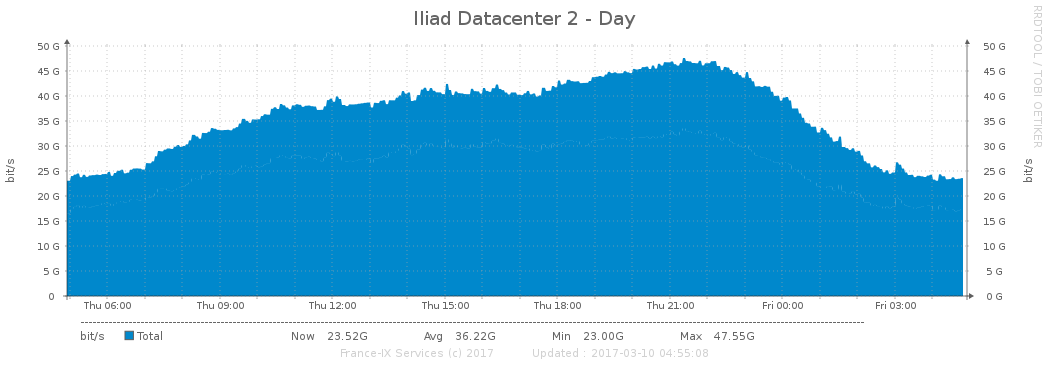 Iliad Datacenter 2 - Day
RRDTOOL / TOBI OETIKER
50 G 50 G
45 G 45 G
40 G 40 G
35 G 35 G
30 G 30 G
25 G 25 G
20 G 20 G
15 G 15 G
10 G 10 G
5 G 5 G
0 0 G
bit/s bit/s
Thu 06:00 Thu 09:00 Thu 12:00 Thu 15:00 Thu 18:00 Thu 21:00 Fri 00:00 Fri 03:00
bit/s Total Now 23.52G Avg 36.22G Min 23.00G Max 47.55G
France-IX Services (c) 2017 Updated : 2017-03-10 04:55:08